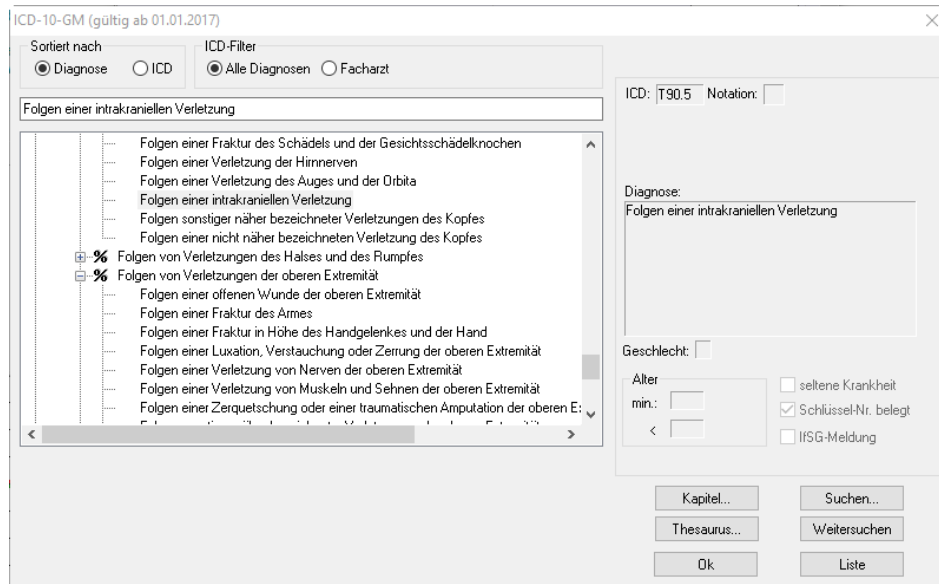 ICD-10-GM (gültig ab 01.01.2017)
Sortiert nach
Diagnose
ICD
ICD-Filter
Alle Diagnosen
Facharzt
Folgen einer intrakraniellen Verletzung
Folgen einer Fraktur des Schädels und der Gesichtsschädelknochen
Folgen einer Verletzung der Hirnnerven
Folgen einer Verletzung des Auges und der Orbita
Folgen einer intrakraniellen Verletzung
Folgen sonstiger näher bezeichneter Verletzungen des Kopfes
Folgen einer nicht näher bezeichneten Verletzung des Kopfes
% Folgen von Verletzungen des Halses und des Rumpfes
% Folgen von Verletzungen der oberen Extremität
Folgen einer offenen Wunde der oberen Extremität
Folgen einer Fraktur des Armes
Folgen einer Fraktur in Höhe des Handgelenkes und der Hand
Folgen einer Luxation, Verstauchung oder Zerrung der oberen Extremität
Folgen einer Verletzung von Nerven der oberen Extremität
Folgen einer Verletzung von Muskeln und Sehnen der oberen Extremität
Folgen einer Zerquetschung oder einer traumatischen Amputation der oberen
ICD: T90.5 Notation:
Diagnose:
Folgen einer intrakraniellen Verletzung
Geschlecht:
Alter
min.:
<
seltene Krankheit
Schlüssel-Nr. belegt
IfSG-Meldung
Kapitel...
Suchen...
Thesaurus...
Weitersuchen
Ok
Liste